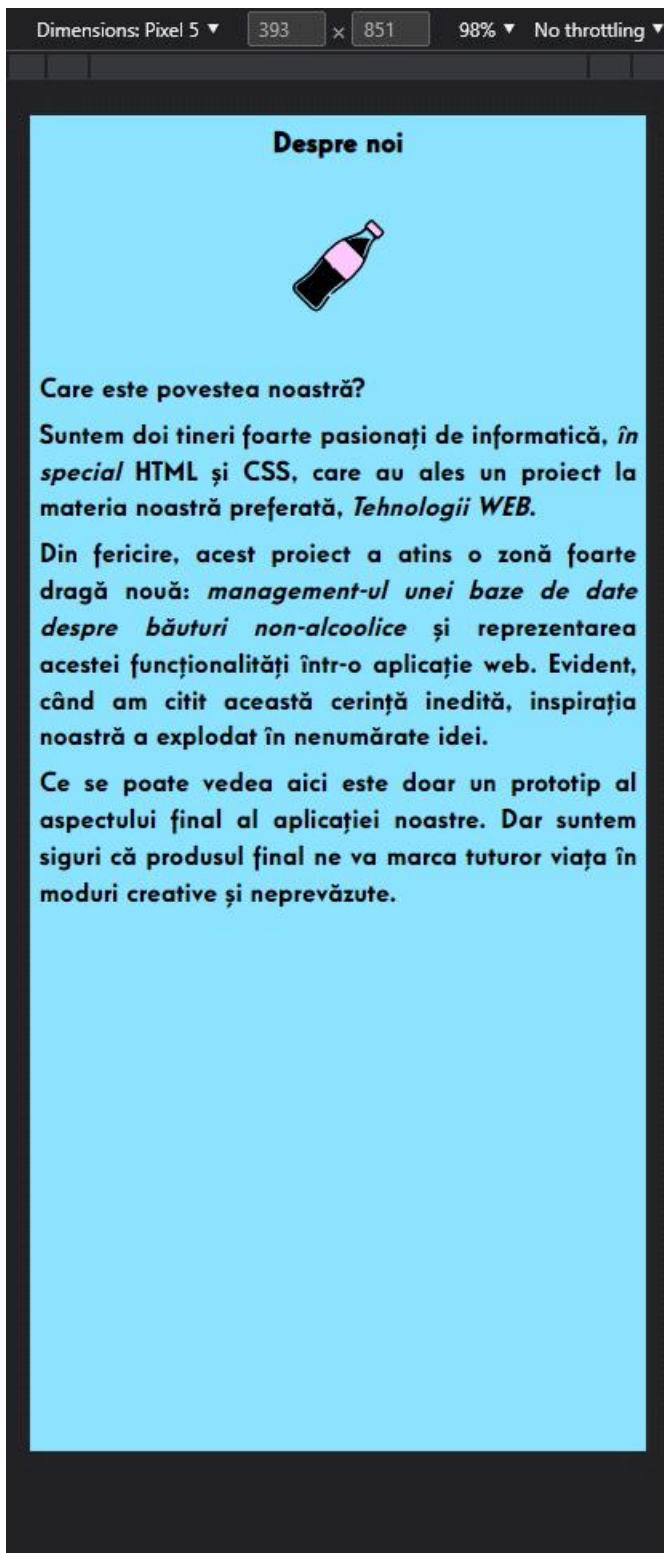 Dimensions: Pixel 5 ▼ 393 × 851 98% ▼ No throttling ▼
Despre noi
Care este povestea noastră?
Suntem doi tineri foarte pasionați de informatică, în
special HTML și CSS, care au ales un proiect la
materia noastră preferată, Tehnologii WEB.
Din fericire, acest proiect a atins o zonă foarte
dragă nouă: management-ul unei baze de date
despre băuturi non-alcoolice și reprezentarea
acestei funcționalități într-o aplicație web. Evident,
când am citit această cerință inedită, inspirația
noastră a explodat în nenumărate idei.
Ce se poate vedea aici este doar un prototip al
aspectului final al aplicației noastre. Dar suntem
siguri că produsul final ne va marca tuturor viața în
moduri creative și neprevăzute.